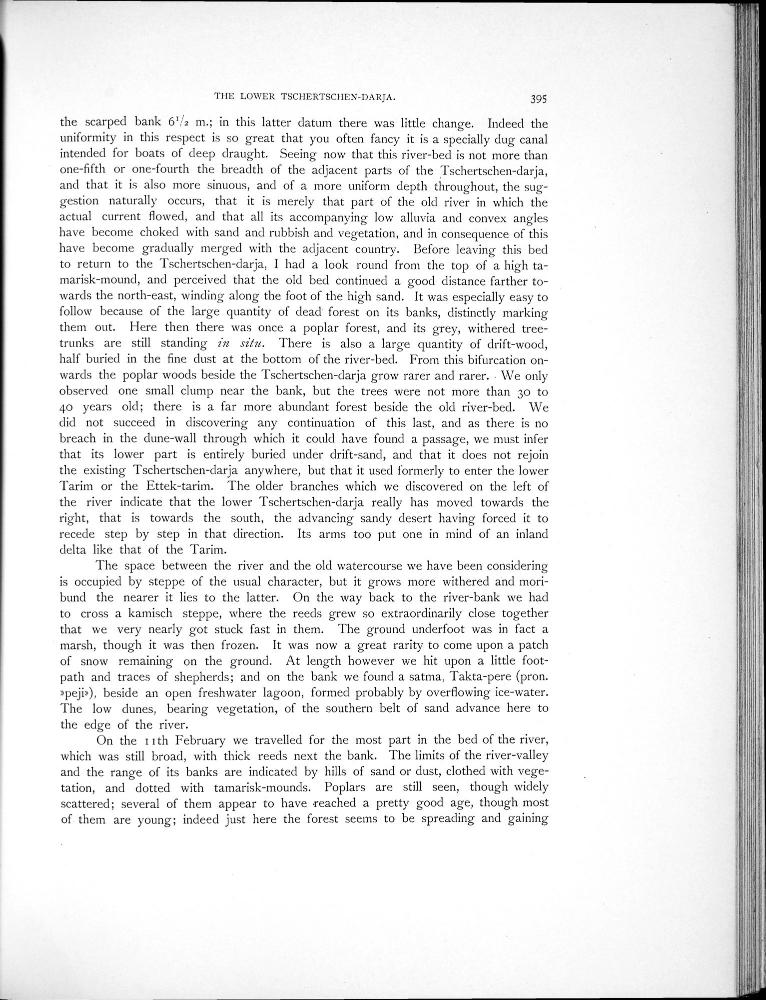 THE LOWER TSCHERTSCHEN-DARJA. 395
the scarped bank 6¹/₂ m.; in this latter datum there was little change. Indeed the
uniformity in this respect is so great that you often fancy it is a specially dug canal
intended for boats of deep draught. Seeing now that this river-bed is not more than
one-fifth or one-fourth the breadth of the adjacent parts of the Tschertschen-darja,
and that it is also more sinuous, and of a more uniform depth throughout, the sug-
gestion naturally occurs, that it is merely that part of the old river in which the
actual current flowed, and that all its accompanying low alluvia and convex angles
have become choked with sand and rubbish and vegetation, and in consequence of this
have become gradually merged with the adjacent country. Before leaving this bed
to return to the Tschertschen-darja, I had a look round from the top of a high ta-
marisk-mound, and perceived that the old bed continued a good distance farther to-
wards the north-east, winding along the foot of the high sand. It was especially easy to
follow because of the large quantity of dead forest on its banks, distinctly marking
them out. Here then there was once a poplar forest, and its grey, withered tree-
trunks are still standing in situ. There is also a large quantity of drift-wood,
half buried in the fine dust at the bottom of the river-bed. From this bifurcation on-
wards the poplar woods beside the Tschertschen-darja grow rarer and rarer. We only
observed one small clump near the bank, but the trees were not more than 30 to
40 years old; there is a far more abundant forest beside the old river-bed. We
did not succeed in discovering any continuation of this last, and as there is no
breach in the dune-wall through which it could have found a passage, we must infer
that its lower part is entirely buried under drift-sand, and that it does not rejoin
the existing Tschertschen-darja anywhere, but that it used formerly to enter the lower
Tarim or the Ettek-tarim. The older branches which we discovered on the left of
the river indicate that the lower Tschertschen-darja really has moved towards the
right, that is towards the south, the advancing sandy desert having forced it to
recede step by step in that direction. Its arms too put one in mind of an inland
delta like that of the Tarim.
The space between the river and the old watercourse we have been considering
is occupied by steppe of the usual character, but it grows more withered and mori-
bund the nearer it lies to the latter. On the way back to the river-bank we had
to cross a kamisch steppe, where the reeds grew so extraordinarily close together
that we very nearly got stuck fast in them. The ground underfoot was in fact a
marsh, though it was then frozen. It was now a great rarity to come upon a patch
of snow remaining on the ground. At length however we hit upon a little foot-
path and traces of shepherds; and on the bank we found a satma, Takta-pere (pron.
»peji»), beside an open freshwater lagoon, formed probably by overflowing ice-water.
The low dunes, bearing vegetation, of the southern belt of sand advance here to
the edge of the river.
On the 11th February we travelled for the most part in the bed of the river,
which was still broad, with thick reeds next the bank. The limits of the river-valley
and the range of its banks are indicated by hills of sand or dust, clothed with vege-
tation, and dotted with tamarisk-mounds. Poplars are still seen, though widely
scattered; several of them appear to have reached a pretty good age, though most
of them are young; indeed just here the forest seems to be spreading and gaining